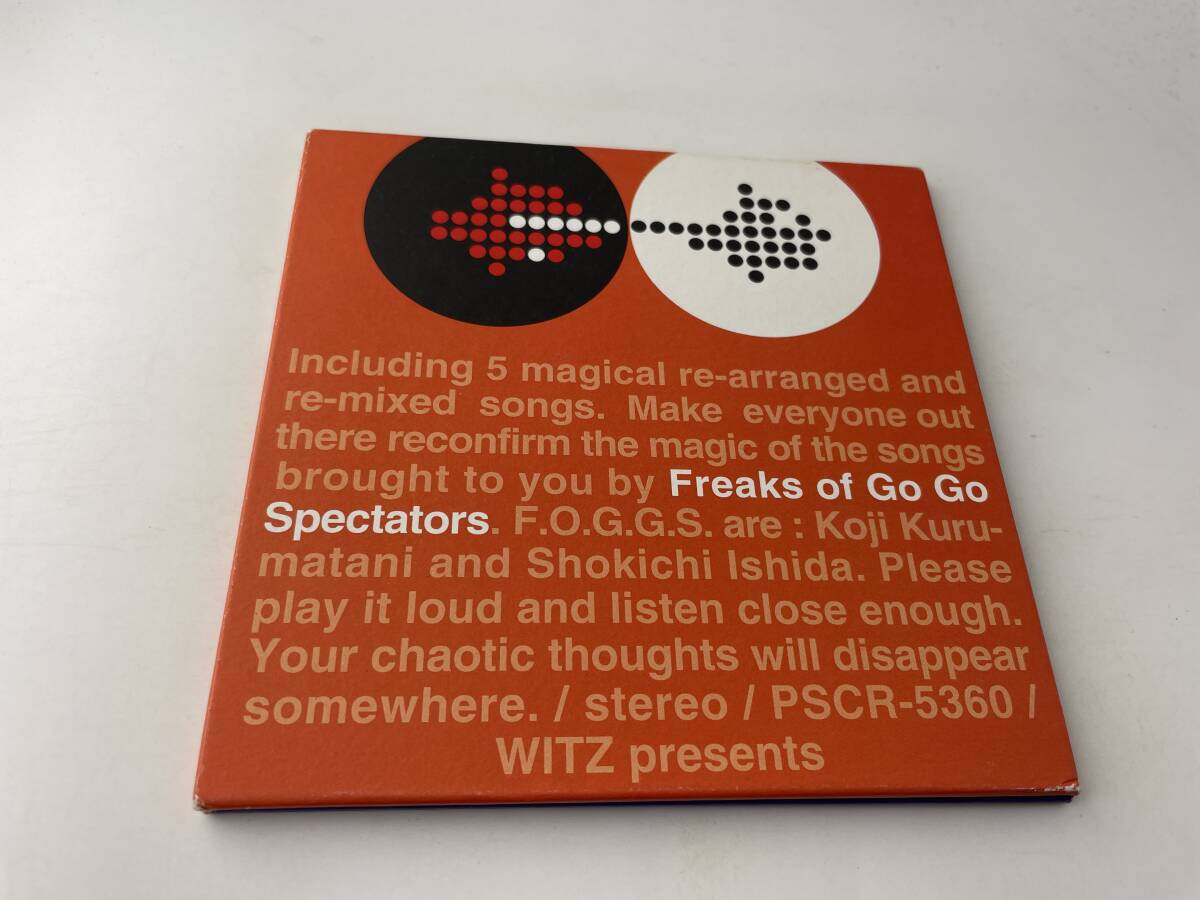 Including 5 magical re-arranged and
re-mixed songs. Make everyone out
there reconfirm the magic of the songs
brought to you by Freaks of Go Go
Spectators. F.O.G.G.S. are : Koji Kuru-
matani and Shokichi Ishida. Please
play it loud and listen close enough.
Your chaotic thoughts will disappear
somewhere. / stereo / PSCR-5360 /
WITZ presents